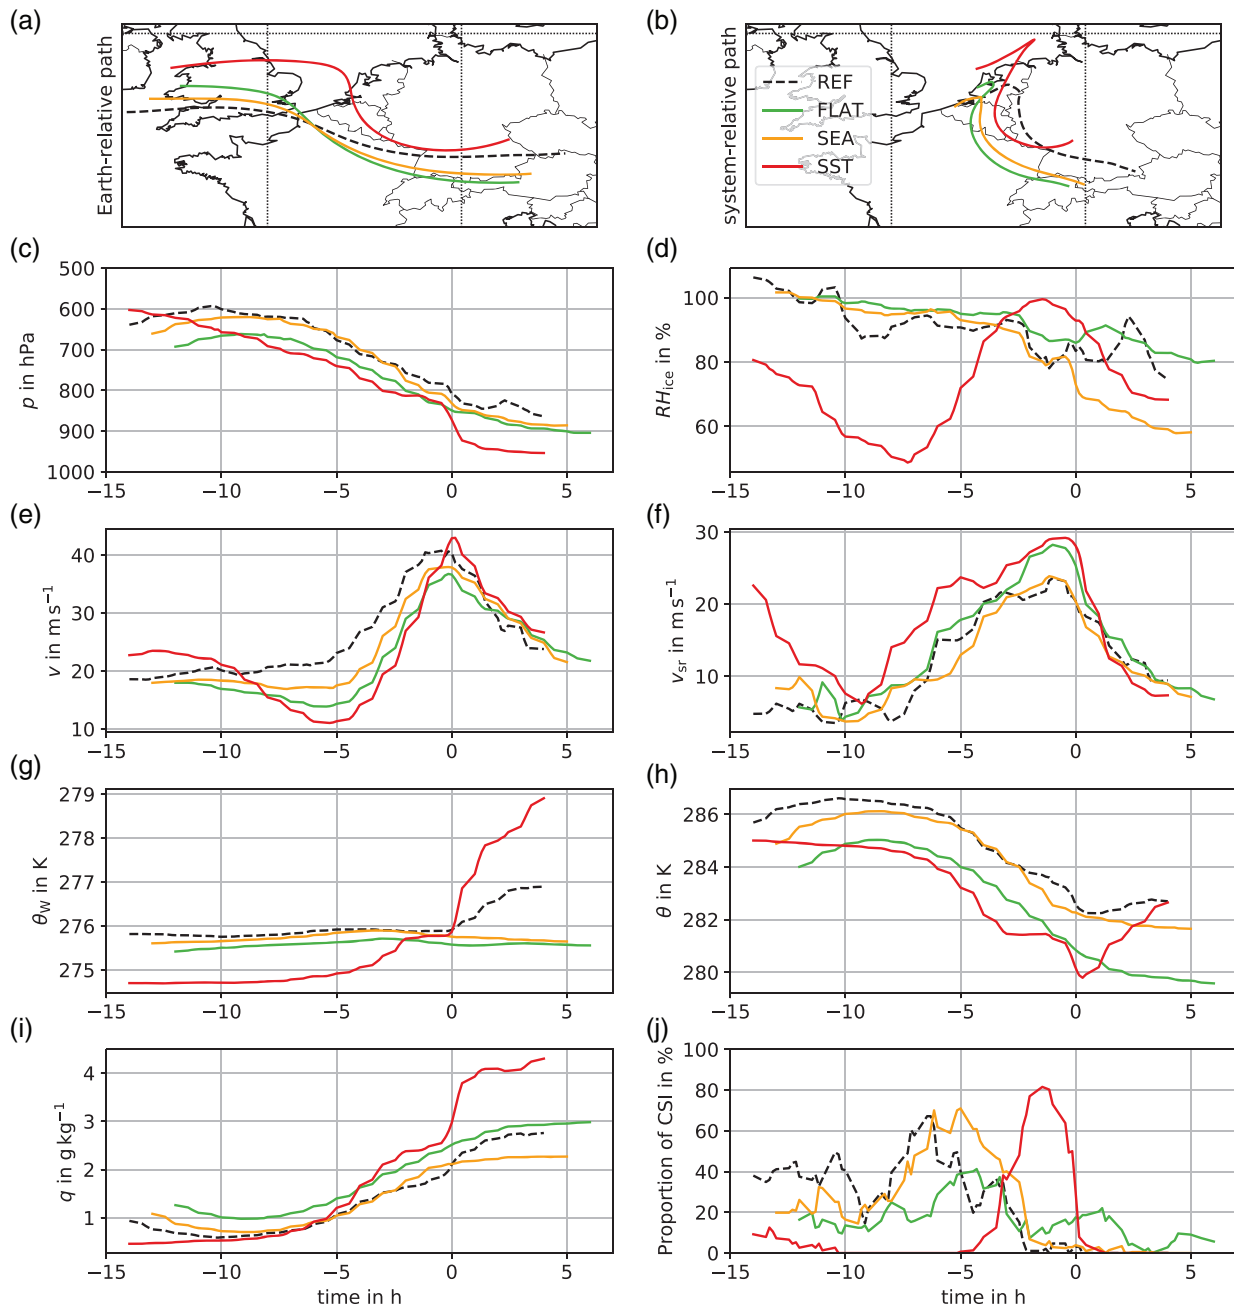 (a)
(b)
Earth-relative path
system-relative path
REF
FLAT
SEA
SST
(c)
(d)
500
600
700
800
900
1000
p in hPa
−15
−10
−5
0
5
100
80
60
RH_ice in %
−15
−10
−5
0
5
(e)
(f)
40
30
20
10
v in m s⁻¹
−15
−10
−5
0
5
30
20
10
v_sr in m s⁻¹
−15
−10
−5
0
5
(g)
(h)
279
278
277
276
275
θ_W in K
−15
−10
−5
0
5
286
284
282
280
θ in K
−15
−10
−5
0
5
(i)
(j)
4
3
2
1
q in g kg⁻¹
−15
−10
−5
0
5
time in h
100
80
60
40
20
0
Proportion of CSI in %
−15
−10
−5
0
5
time in h